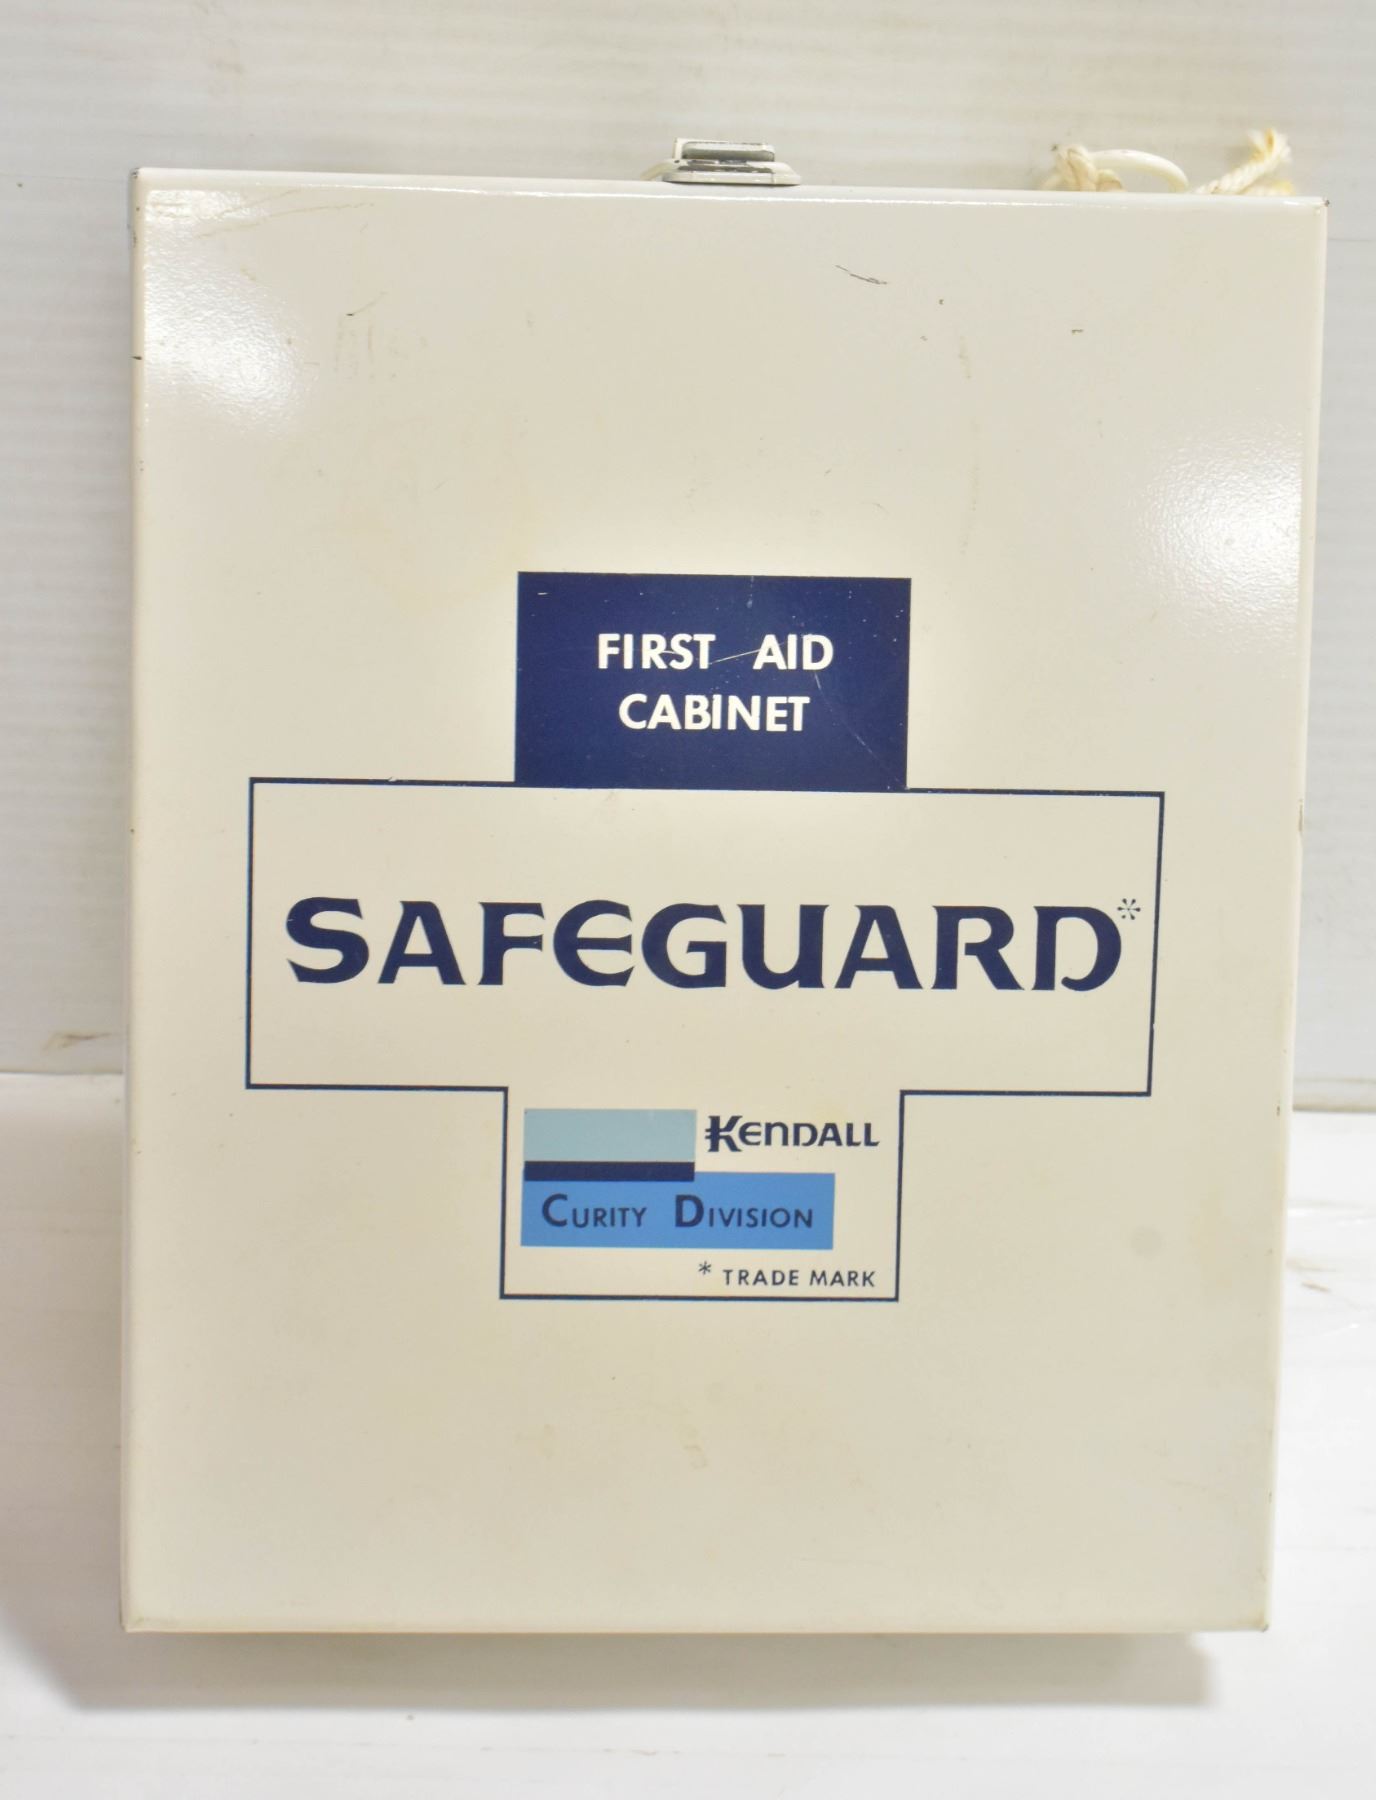 FIRST AID
CABINET
SAFEGUARD*
KENDALL
CURITY DIVISION
* TRADE MARK